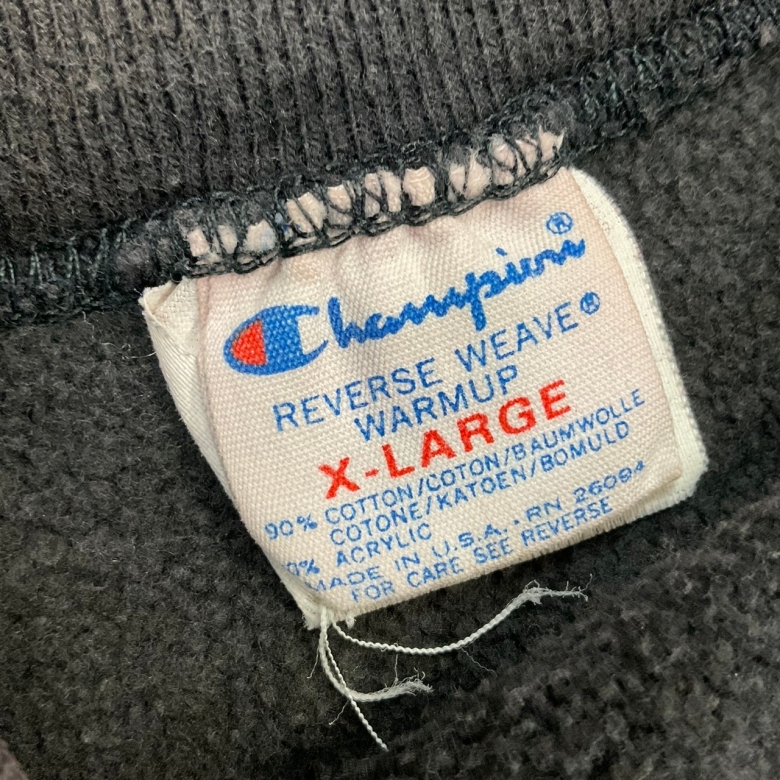 Champion®
REVERSE WEAVE®
WARMUP
X-LARGE
90% COTTON/COTON/BAUMWOLLE
COTONE/KATOEN/BOMULD
0% ACRYLIC
MADE IN U.S.A. · RN 26094
FOR CARE SEE REVERSE